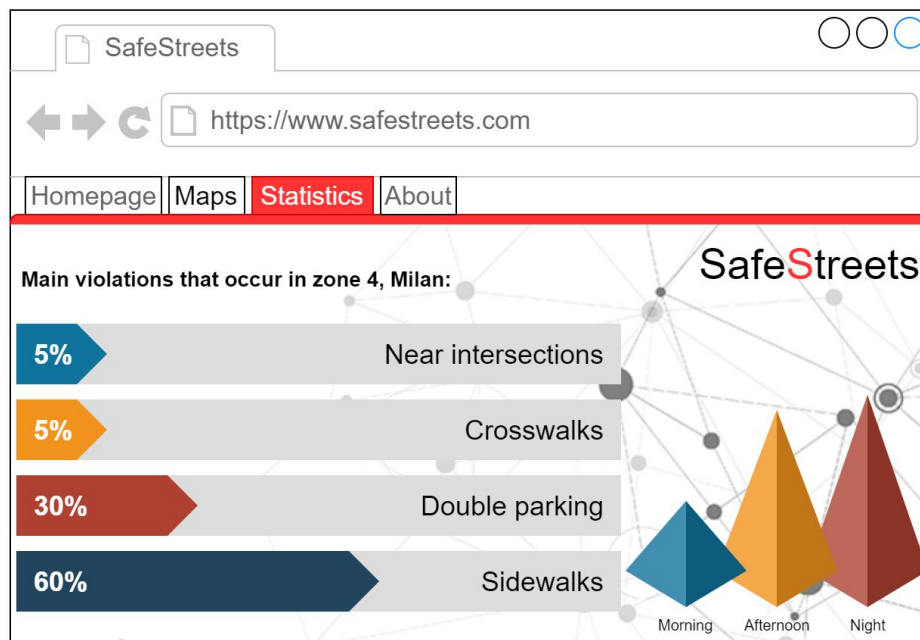 SafeStreets
https://www.safestreets.com
Homepage Maps Statistics About
SafeStreets
Main violations that occur in zone 4, Milan:
5% Near intersections
5% Crosswalks
30% Double parking
60% Sidewalks
Morning Afternoon Night